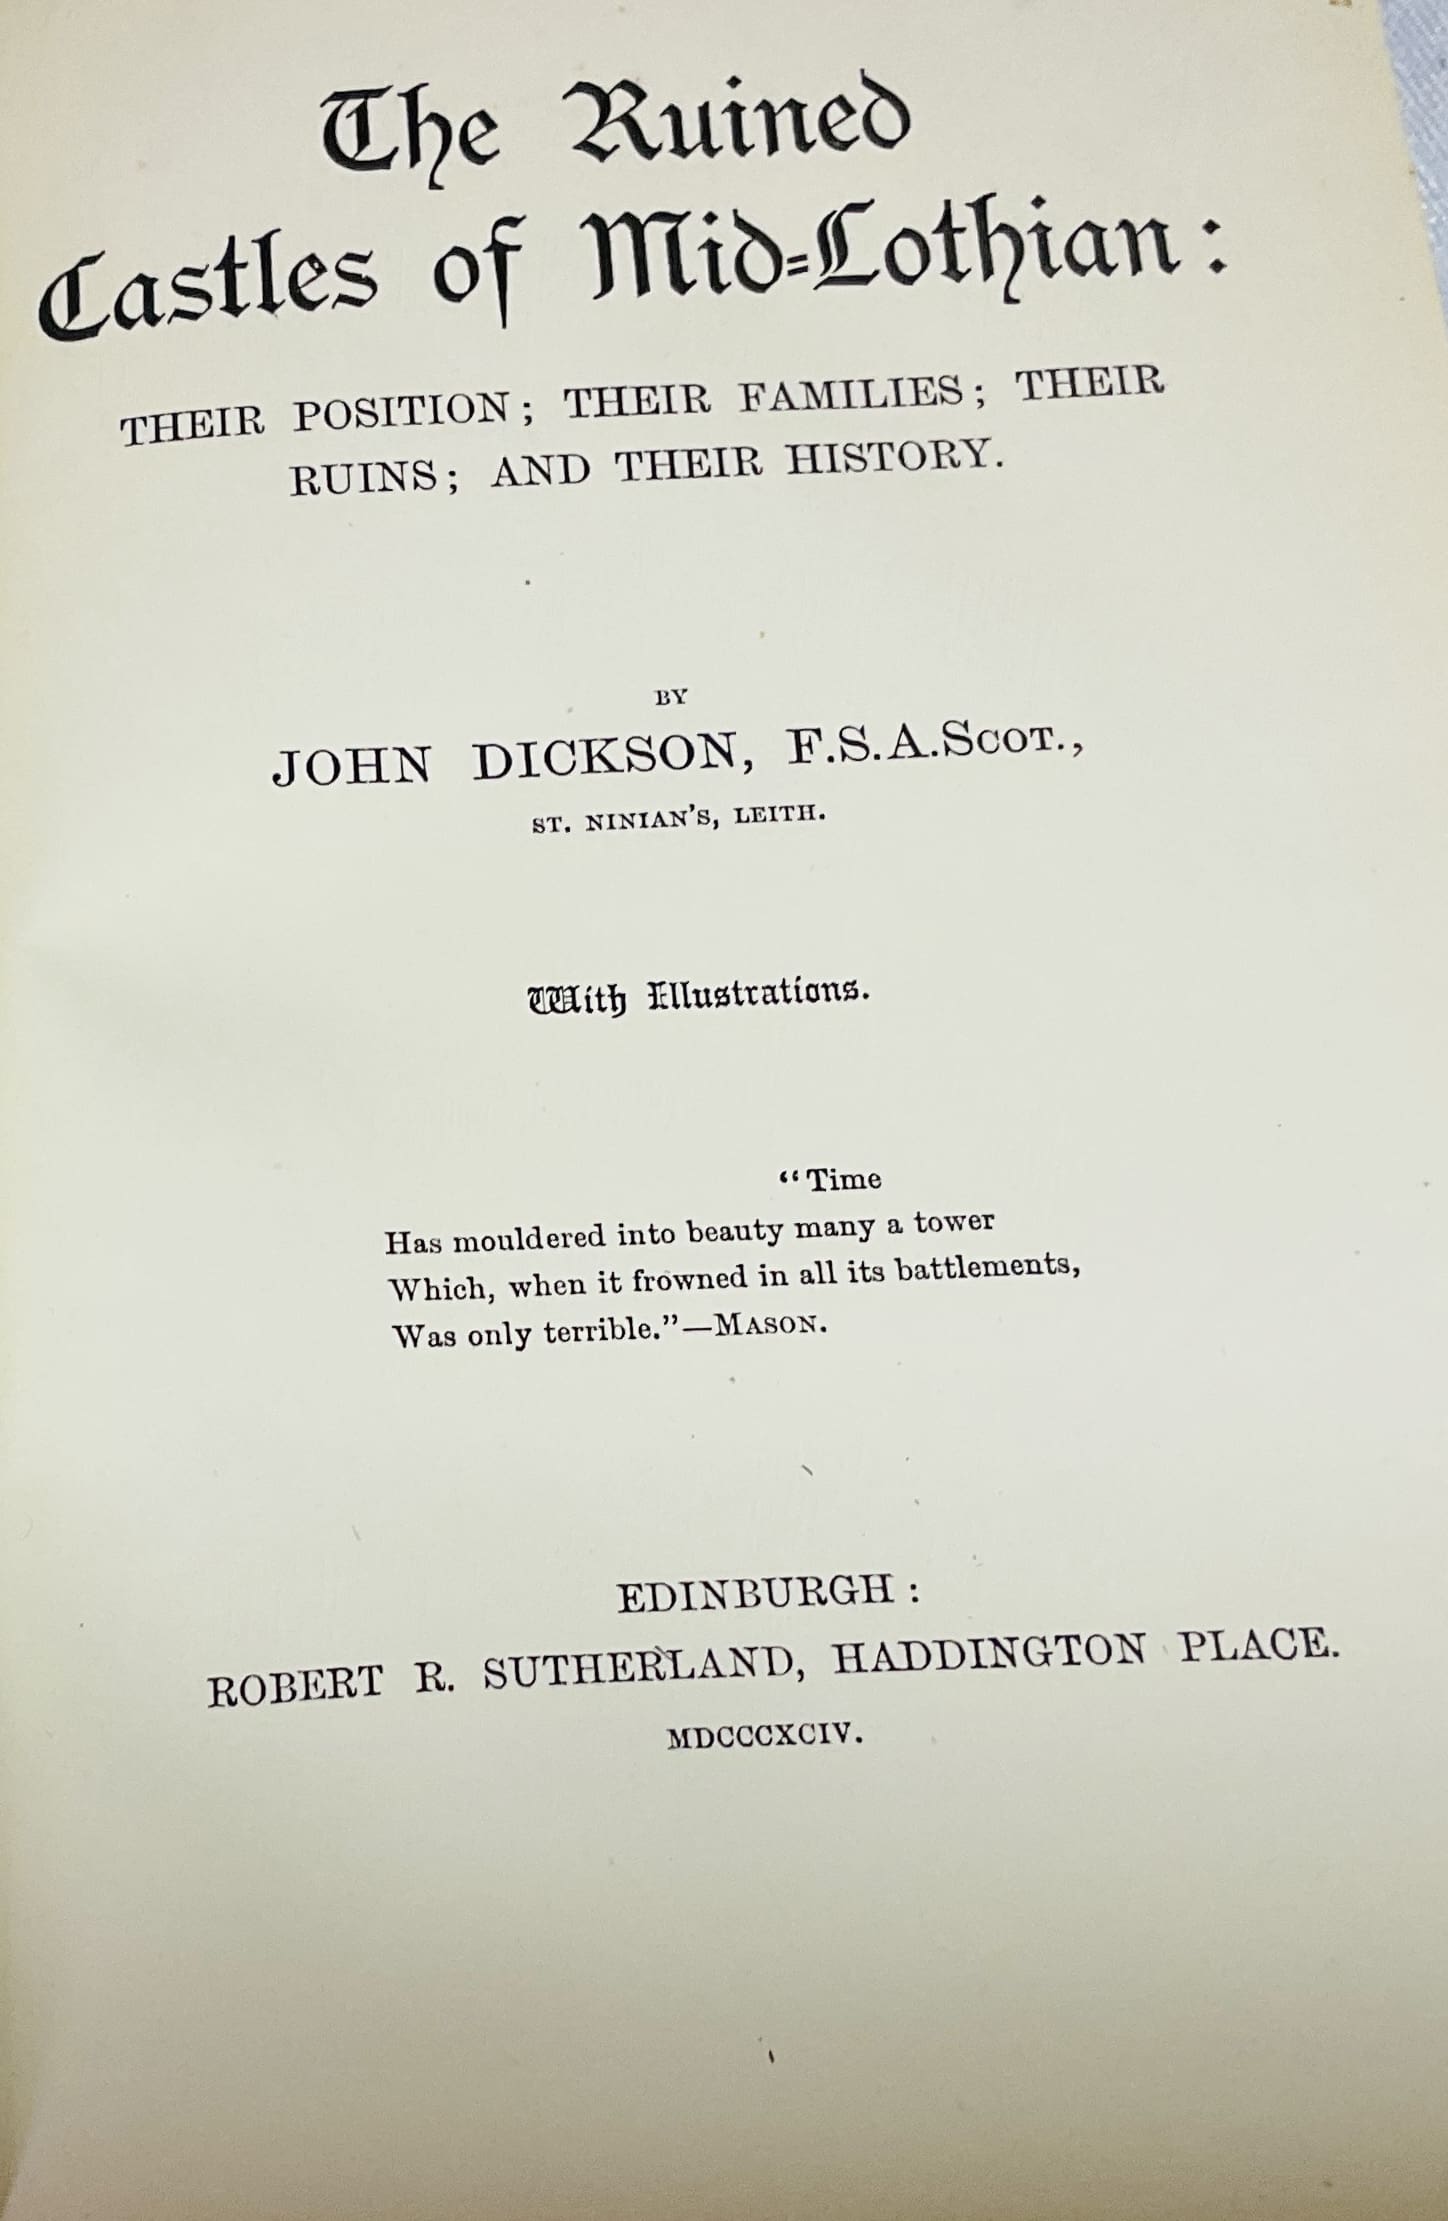 The Ruined
Castles of Mid=Lothian:
THEIR POSITION; THEIR FAMILIES; THEIR
RUINS; AND THEIR HISTORY.
BY
JOHN DICKSON, F.S.A.SCOT.,
ST. NINIAN'S, LEITH.
With Illustrations.
“Time
Has mouldered into beauty many a tower
Which, when it frowned in all its battlements,
Was only terrible.”—MASON.
EDINBURGH:
ROBERT R. SUTHERLAND, HADDINGTON PLACE.
MDCCCXCIV.